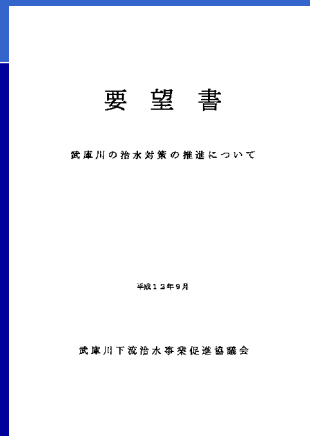 要望書
武庫川の治水対策の推進について
平成12年9月
武庫川下流治水事業促進協議会